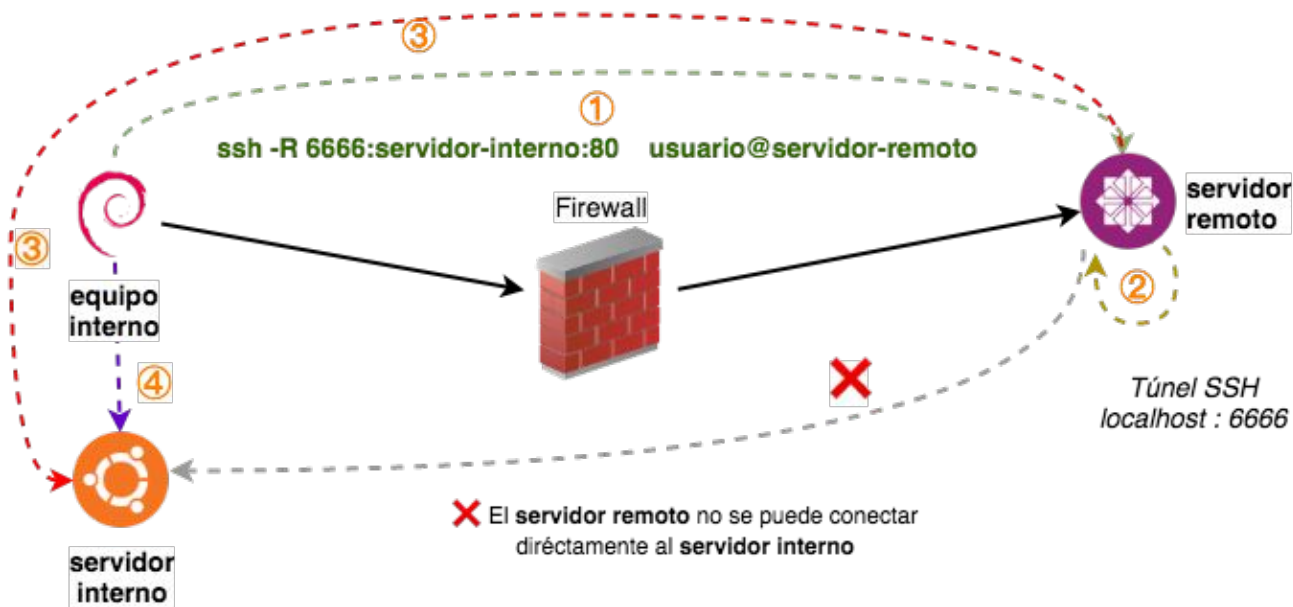 ③
①
ssh -R 6666:servidor-interno:80 usuario@servidor-remoto
Firewall
servidor
remoto
③
equipo
interno
②
④
Túnel SSH
localhost : 6666
El servidor remoto no se puede conectar
diréctamente al servidor interno
servidor
interno